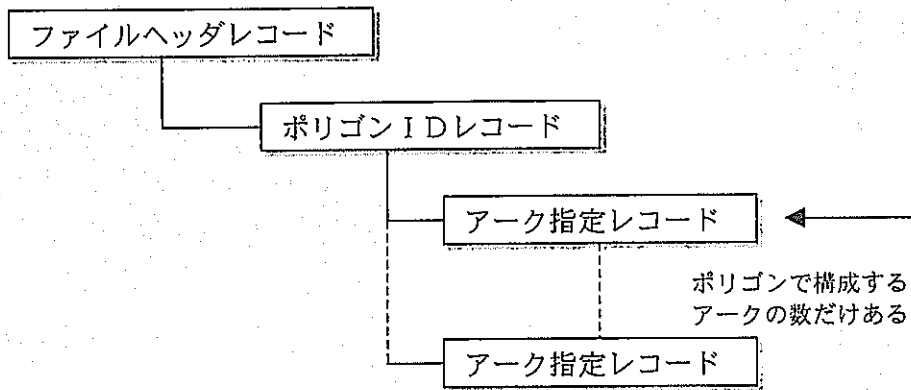 ファイルヘッダレコード
ポリゴンＩＤレコード
アーク指定レコード
ポリゴンで構成する
アークの数だけある
アーク指定レコード